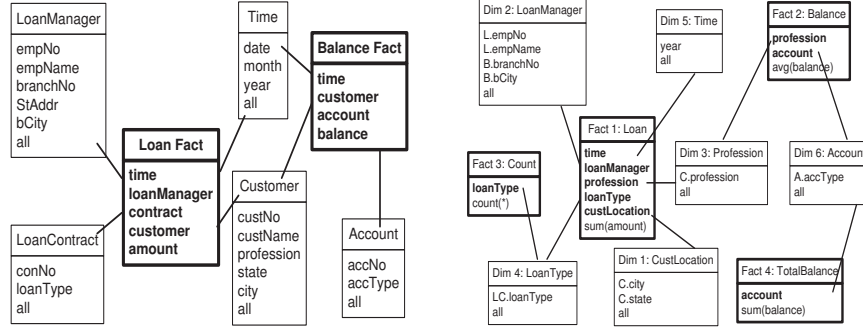 LoanManager
empNo
empName
branchNo
StAddr
bCity
all
Time
date
month
year
all
Balance Fact
time
customer
account
balance
Loan Fact
time
loanManager
contract
customer
amount
LoanContract
conNo
loanType
all
Customer
custNo
custName
profession
state
city
all
Account
accNo
accType
all
Dim 2: LoanManager
L.empNo
L.empName
B.branchNo
B.bCity
all
Dim 5: Time
year
all
Fact 2: Balance
profession
account
avg(balance)
Fact 1: Loan
time
loanManager
profession
loanType
custLocation
sum(amount)
Fact 3: Count
loanType
count(*)
Dim 3: Profession
C.profession
all
Dim 6: Accoun
A.accType
all
Dim 4: LoanType
LC.loanType
all
Dim 1: CustLocation
C.city
C.state
all
Fact 4: TotalBalance
account
sum(balance)